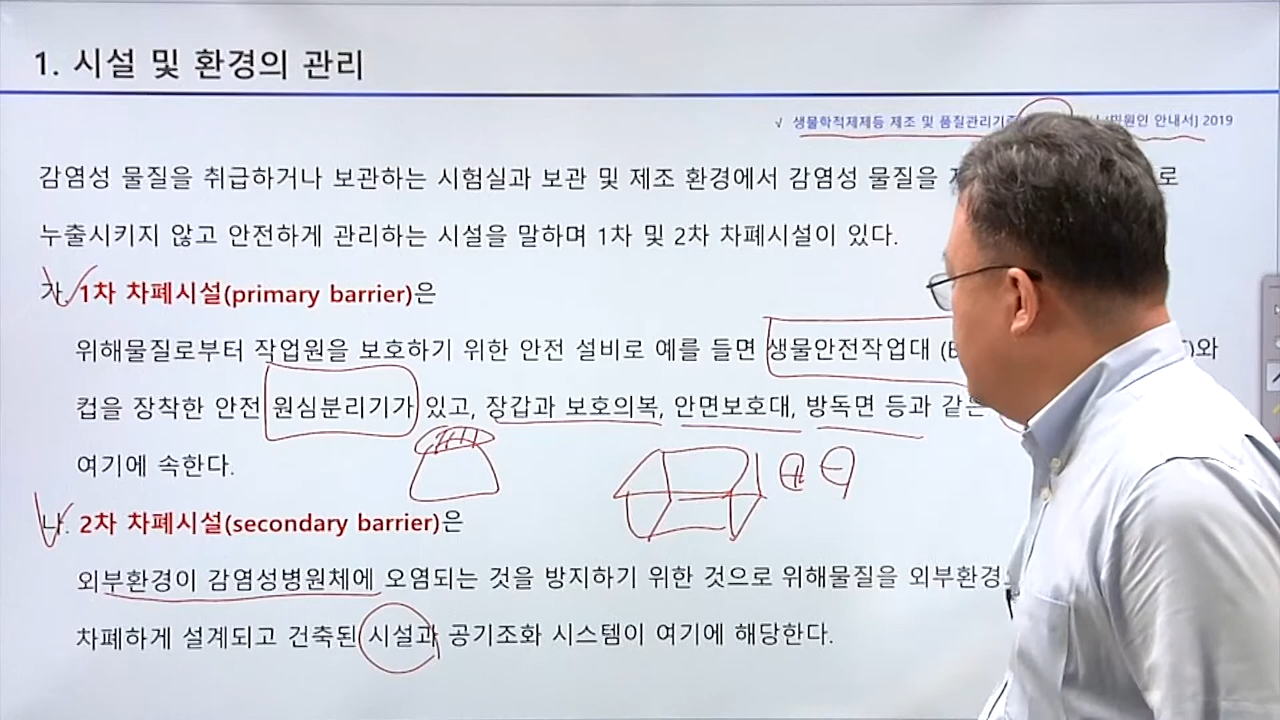 1. 시설 및 환경의 관리
√ 생물학적제제등 제조 및 품질관리기준 민원인 안내서] 2019
감염성 물질을 취급하거나 보관하는 시험실과 보관 및 제조 환경에서 감염성 물질을 로
누출시키지 않고 안전하게 관리하는 시설을 말하며 1차 및 2차 차폐시설이 있다.
가. 1차 차폐시설(primary barrier)은
위해물질로부터 작업원을 보호하기 위한 안전 설비로 예를 들면 생물안전작업대 )와
컵을 장착한 안전 원심분리기가 있고, 장갑과 보호의복, 안면보호대, 방독면 등과 같은
여기에 속한다.
나. 2차 차폐시설(secondary barrier)은
외부환경이 감염성병원체에 오염되는 것을 방지하기 위한 것으로 위해물질을 외부환경
차폐하게 설계되고 건축된 시설과 공기조화 시스템이 여기에 해당한다.